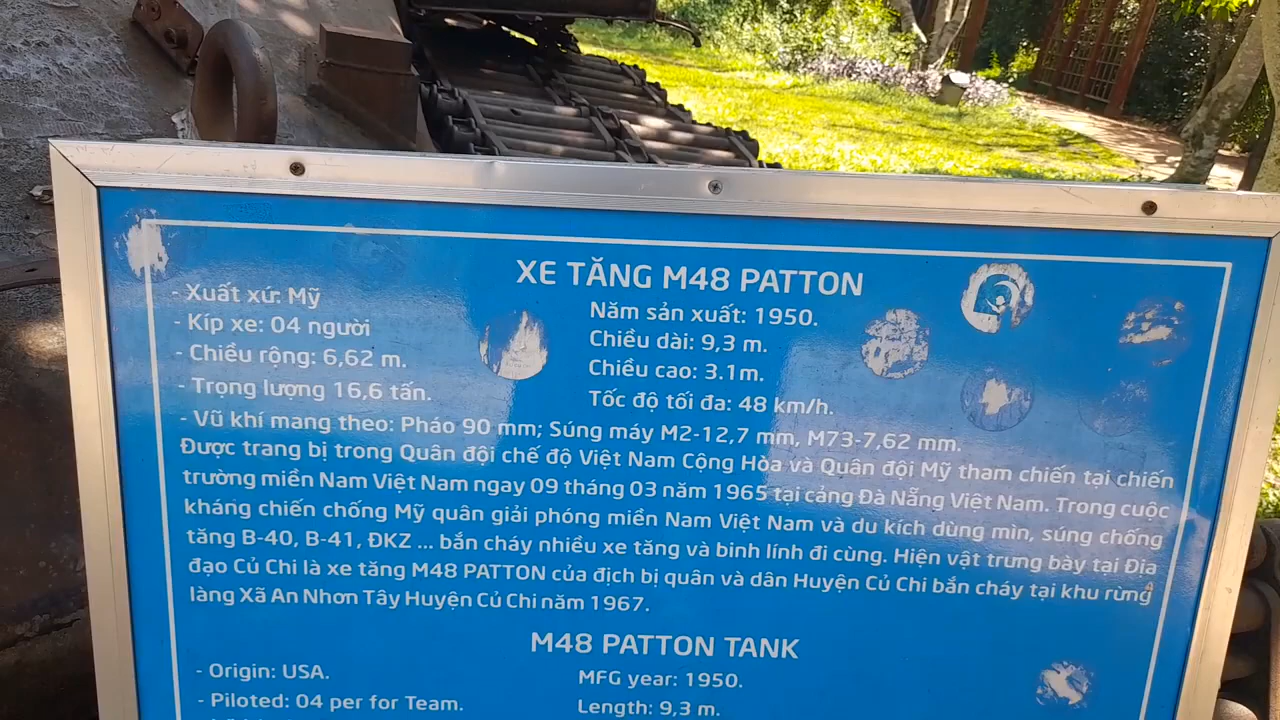 XE TĂNG M48 PATTON
- Xuất xứ: Mỹ
Năm sản xuất: 1950.
- Kíp xe: 04 người
Chiều dài: 9,3 m.
- Chiều rộng: 6,62 m.
Chiều cao: 3.1m.
- Trọng lượng 16,6 tấn.
Tốc độ tối đa: 48 km/h.
- Vũ khí mang theo: Pháo 90 mm; Súng máy M2-12,7 mm, M73-7,62 mm.
Được trang bị trong Quân đội chế độ Việt Nam Cộng Hòa và Quân đội Mỹ tham chiến tại chiến
trường miền Nam Việt Nam ngay 09 tháng 03 năm 1965 tại cảng Đà Nẵng Việt Nam. Trong cuộc
kháng chiến chống Mỹ quân giải phóng miền Nam Việt Nam và du kích dùng mìn, súng chống
tăng B-40, B-41, ĐKZ ... bắn cháy nhiều xe tăng và binh lính đi cùng. Hiện vật trưng bày tại Địa
đạo Củ Chi là xe tăng M48 PATTON của địch bị quân và dân Huyện Củ Chi bắn cháy tại khu rừng
làng Xã An Nhơn Tây Huyện Củ Chi năm 1967.
M48 PATTON TANK
- Origin: USA.
MFG year: 1950.
- Piloted: 04 per for Team.
Length: 9,3 m.